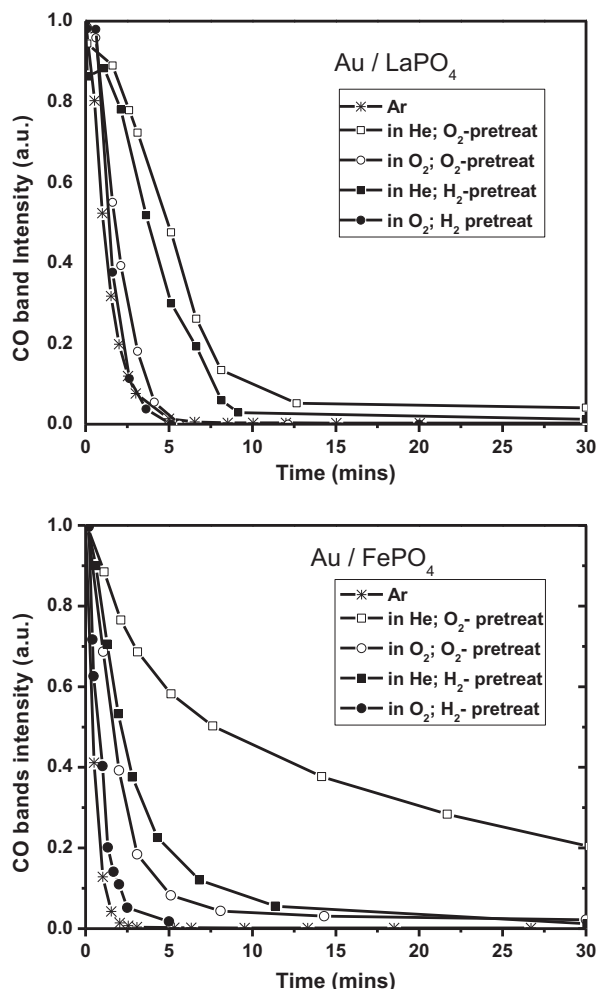 Au / LaPO₄
Ar
in He; O₂-pretreat
in O₂; O₂-pretreat
in He; H₂-pretreat
in O₂; H₂ pretreat
CO band Intensity (a.u.)
1.0
0.8
0.6
0.4
0.2
0.0
0 5 10 15 20 25 30
Time (mins)
Au / FePO₄
Ar
in He; O₂- pretreat
in O₂; O₂- pretreat
in He; H₂- pretreat
in O₂; H₂- pretreat
CO bands intensity (a.u.)
1.0
0.8
0.6
0.4
0.2
0.0
0 5 10 15 20 25 30
Time (mins)